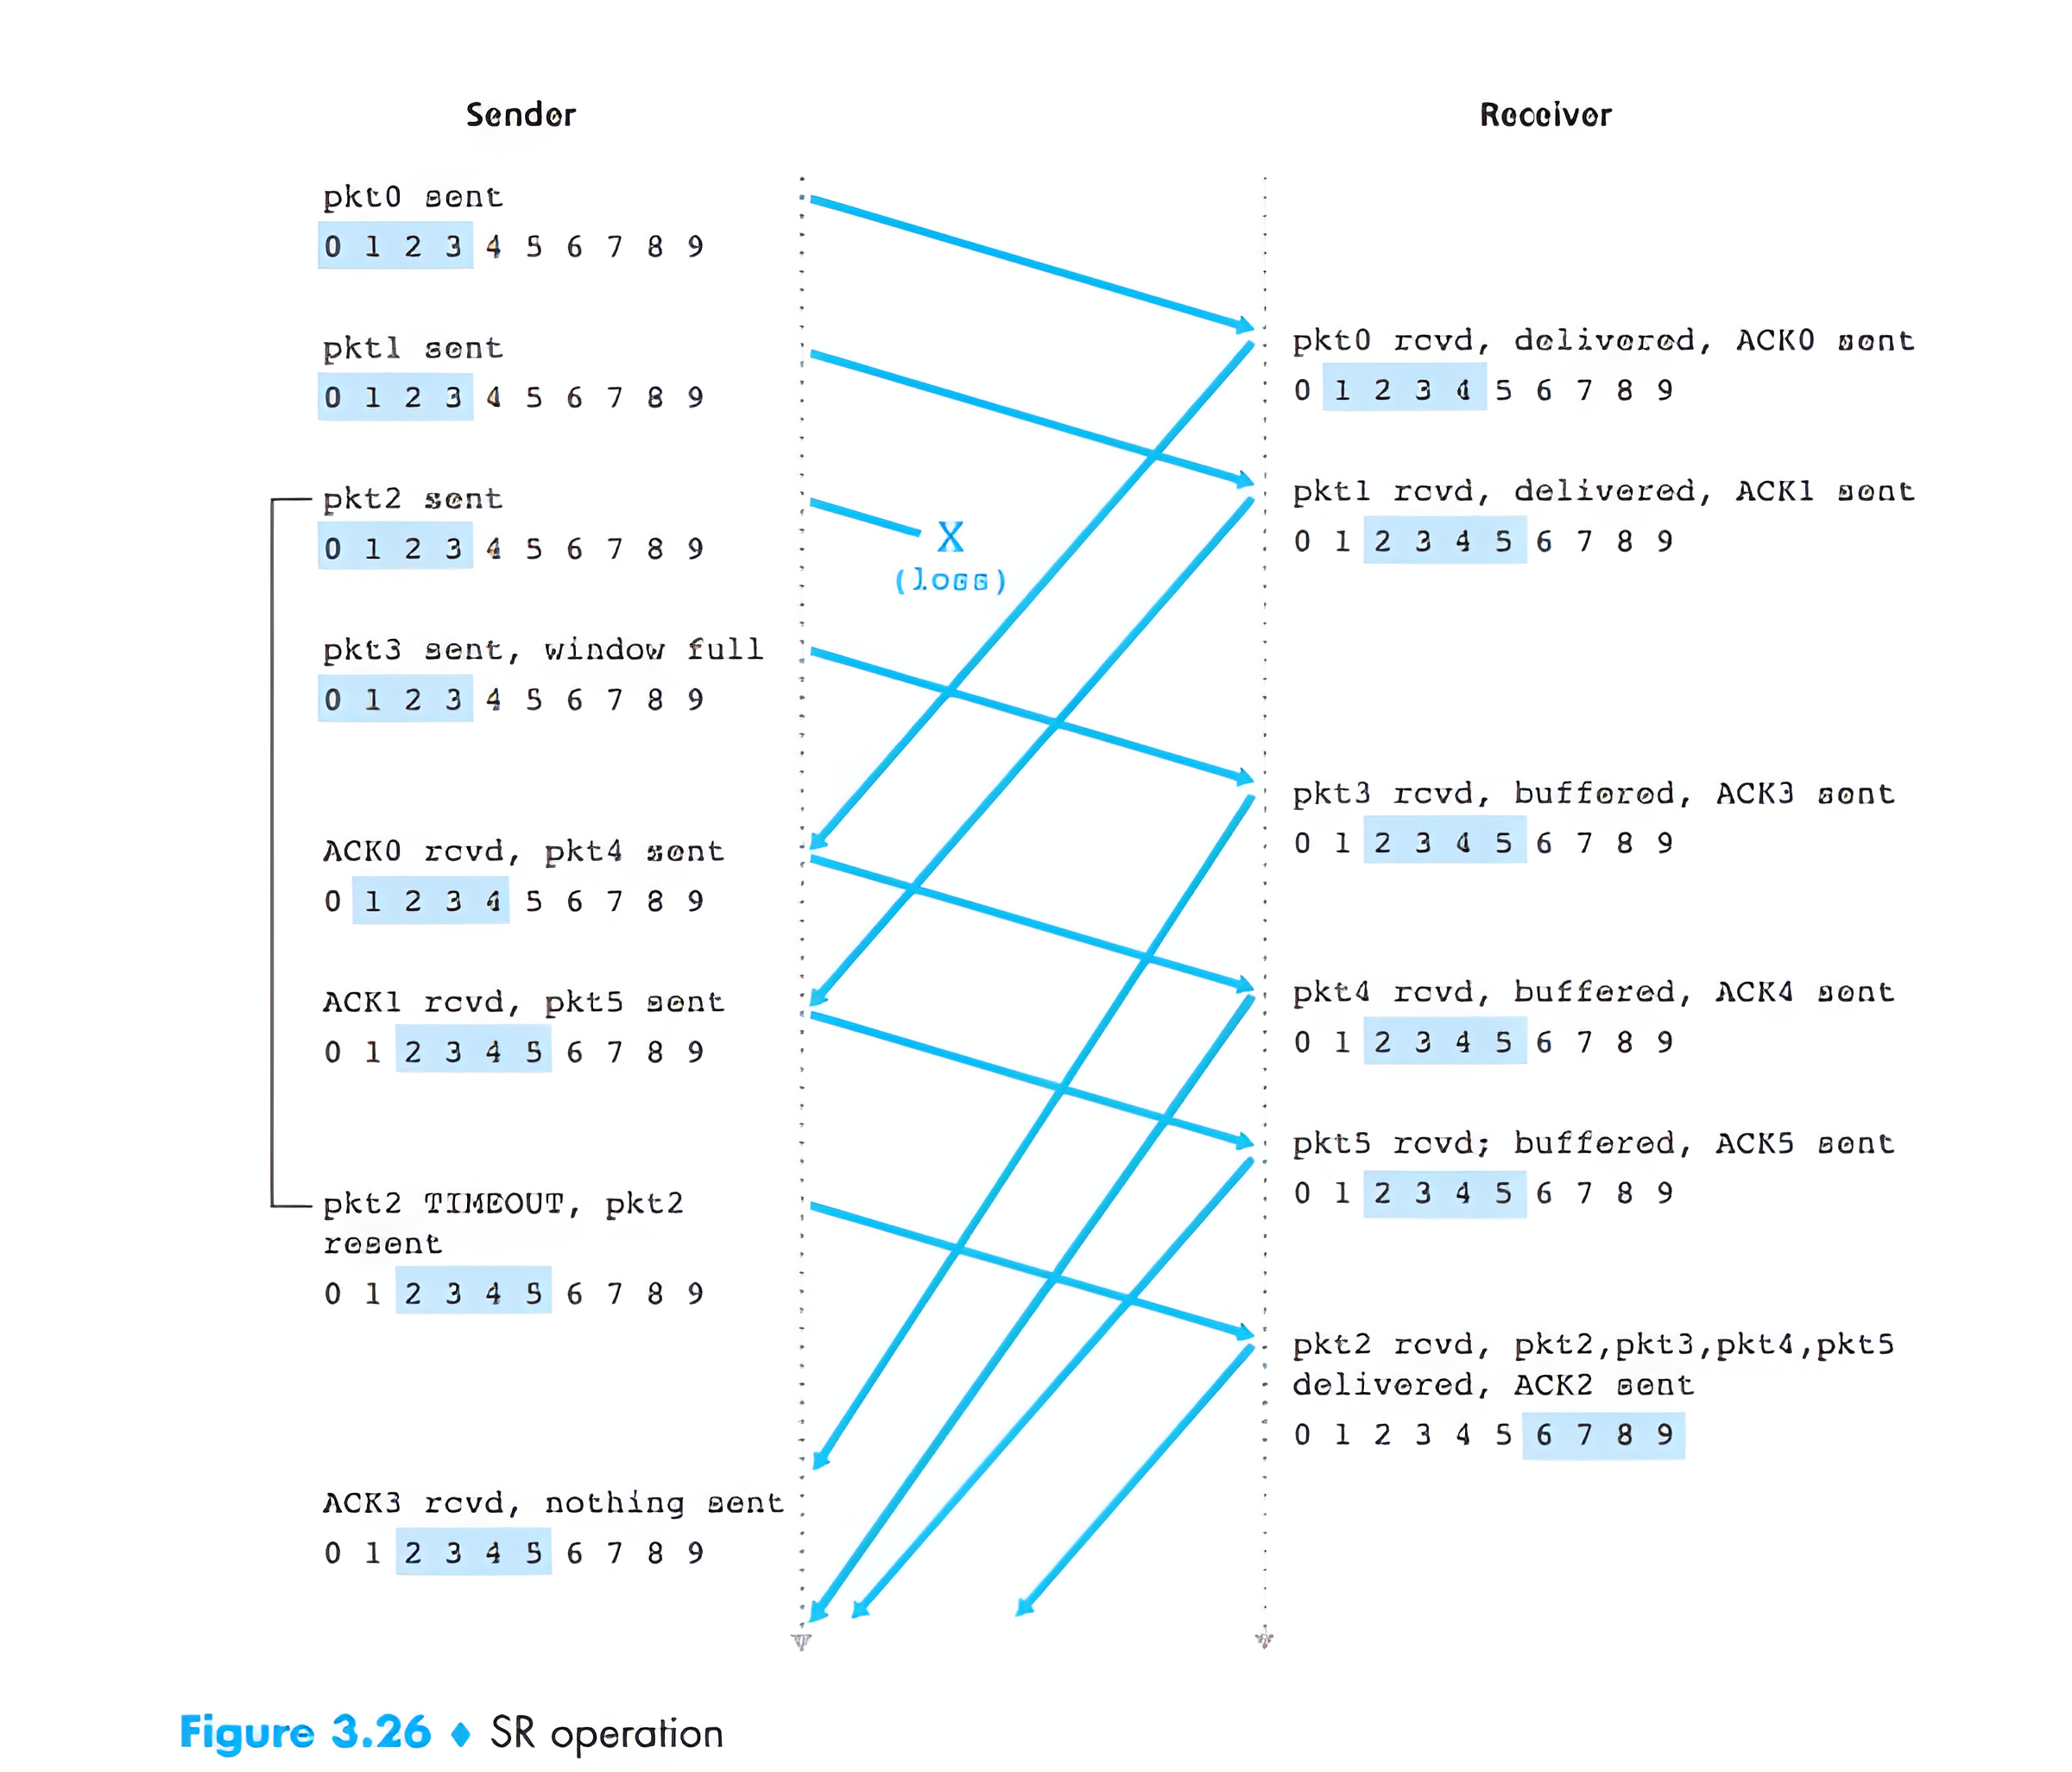 Sender
Receiver
pkt0 sent
0 1 2 3 4 5 6 7 8 9
pkt1 sent
0 1 2 3 4 5 6 7 8 9
pkt2 sent
0 1 2 3 4 5 6 7 8 9
pkt3 sent, window full
0 1 2 3 4 5 6 7 8 9
ACK0 rcvd, pkt4 sent
0 1 2 3 4 5 6 7 8 9
ACK1 rcvd, pkt5 sent
0 1 2 3 4 5 6 7 8 9
pkt2 TIMEOUT, pkt2
resent
0 1 2 3 4 5 6 7 8 9
ACK3 rcvd, nothing sent
0 1 2 3 4 5 6 7 8 9
X
(loss)
pkt0 rcvd, delivered, ACK0 sent
0 1 2 3 4 5 6 7 8 9
pkt1 rcvd, delivered, ACK1 sent
0 1 2 3 4 5 6 7 8 9
pkt3 rcvd, buffered, ACK3 sent
0 1 2 3 4 5 6 7 8 9
pkt4 rcvd, buffered, ACK4 sent
0 1 2 3 4 5 6 7 8 9
pkt5 rcvd; buffered, ACK5 sent
0 1 2 3 4 5 6 7 8 9
pkt2 rcvd, pkt2,pkt3,pkt4,pkt5
delivered, ACK2 sent
0 1 2 3 4 5 6 7 8 9
Figure 3.26 ♦ SR operation